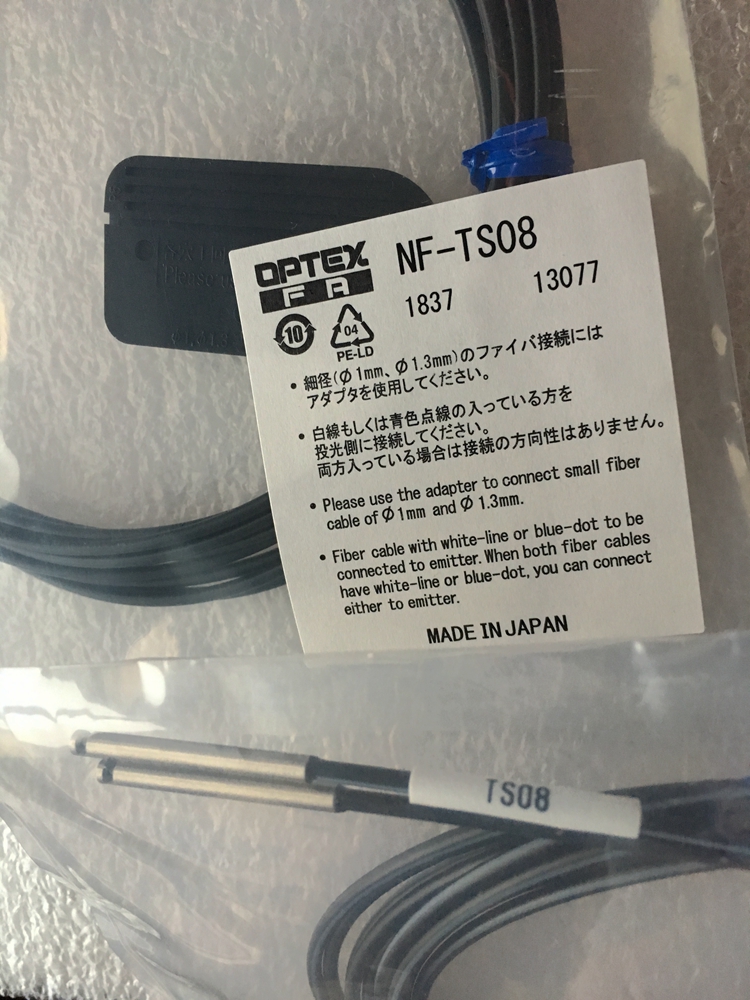 OPTEX
FA
NF-TS08
1837
13077
10
04
PE-LD
• 細径(Φ1mm、Φ1.3mm)のファイバ接続には
アダプタを使用してください。
• 白線もしくは青色点線の入っている方を
投光側に接続してください。
両方入っている場合は接続の方向性はありません。
• Please use the adapter to connect small fiber
cable of Φ1mm and Φ1.3mm.
• Fiber cable with white-line or blue-dot to be
connected to emitter. When both fiber cables
have white-line or blue-dot, you can connect
either to emitter.
MADE IN JAPAN
Please
TS08